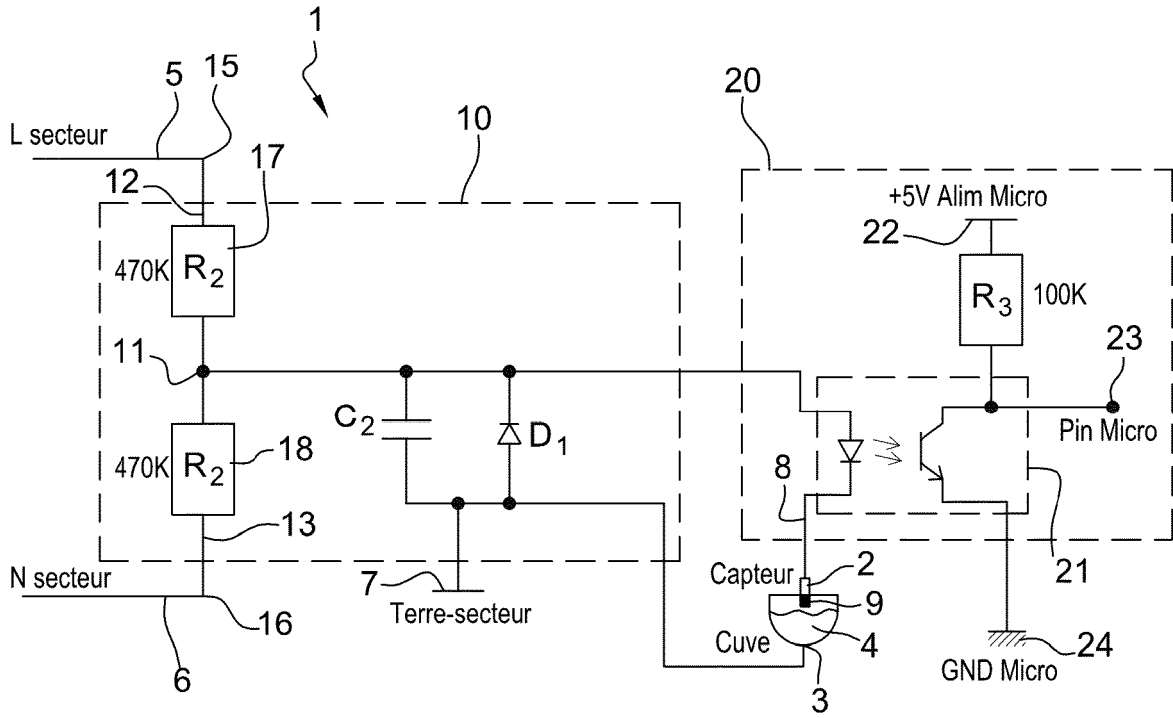 1
5
15
20
L secteur
10
17
12
+5V Alim Micro
22
470K
R2
R3
100K
11
23
C2
D1
Pin Micro
470K
R2
18
8
13
N secteur
7
Capteur
2
21
Terre-secteur
9
16
Cuve
4
24
6
3
GND Micro